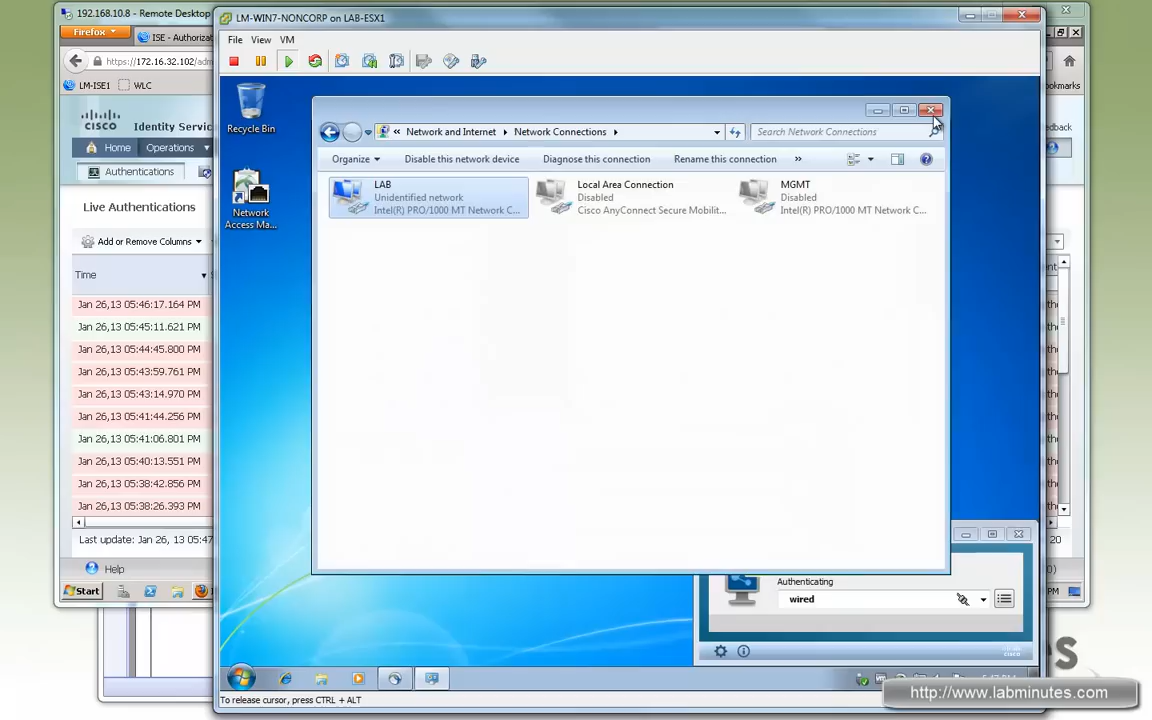 192.168.10.8 - Remote Desktop
LM-WIN7-NONCORP on LAB-ESX1
Firefox
ISE - Authorizat
File View VM
https://172.16.32.102/adm
LM-ISE1
WLC
ookmarks
CISCO
Identity Servic
Home
Operations
Authentications
Live Authentications
Add or Remove Columns
Time
Jan 26,13 05:46:17.164 PM
Jan 26,13 05:45:11.621 PM
Jan 26,13 05:44:45.800 PM
Jan 26,13 05:43:59.761 PM
Jan 26,13 05:43:14.970 PM
Jan 26,13 05:41:44.256 PM
Jan 26,13 05:41:06.801 PM
Jan 26,13 05:40:13.551 PM
Jan 26,13 05:38:42.856 PM
Jan 26,13 05:38:26.393 PM
Last update: Jan 26, 13 05:47
Help
Start
Recycle Bin
Network
Access Ma...
« Network and Internet Network Connections
Search Network Connections
Organize Disable this network device Diagnose this connection Rename this connection »
LAB
Unidentified network
Intel(R) PRO/1000 MT Network C...
Local Area Connection
Disabled
Cisco AnyConnect Secure Mobilit...
MGMT
Disabled
Intel(R) PRO/1000 MT Network C...
eedback
Authenticating
wired
20
PM
es
To release cursor, press CTRL + ALT
http://www.labminutes.com